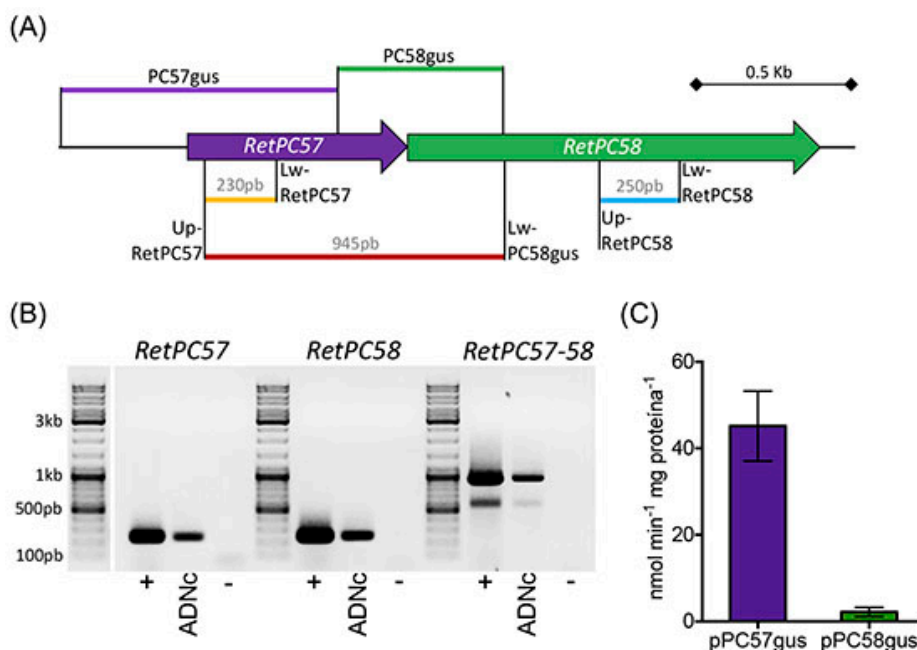 (A)
PC57gus
PC58gus
0.5 Kb
RetPC57
RetPC58
230pb
Lw-
RetPC57
250pb
Lw-
RetPC58
Up-
RetPC57
945pb
Lw-
PC58gus
Up-
RetPC58
(B)
RetPC57
RetPC58
RetPC57-58
3kb
1kb
500pb
100pb
+
ADNc
-
+
ADNc
-
+
ADNc
-
(C)
nmol min⁻¹ mg proteína⁻¹
60
40
20
0
pPC57gus
pPC58gus